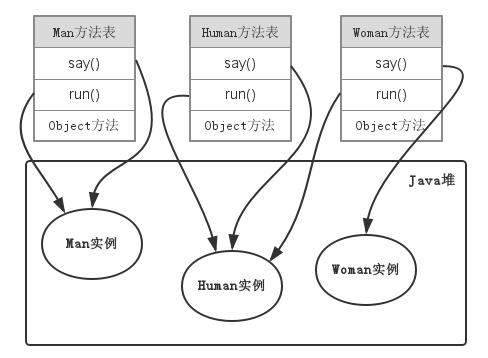 Man方法表
say()
run()
Object方法
Human方法表
say()
run()
Object方法
Woman方法表
say()
run()
Object方法
Java堆
Man实例
Human实例
Woman实例